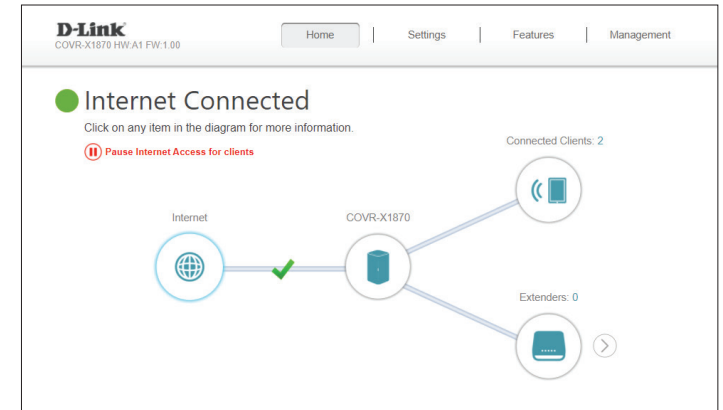 D-Link
COVR-X1870 HW:A1 FW:1.00
Home
Settings
Features
Management
Internet Connected
Click on any item in the diagram for more information.
Pause Internet Access for clients
Connected Clients: 2
Internet
COVR-X1870
Extenders: 0